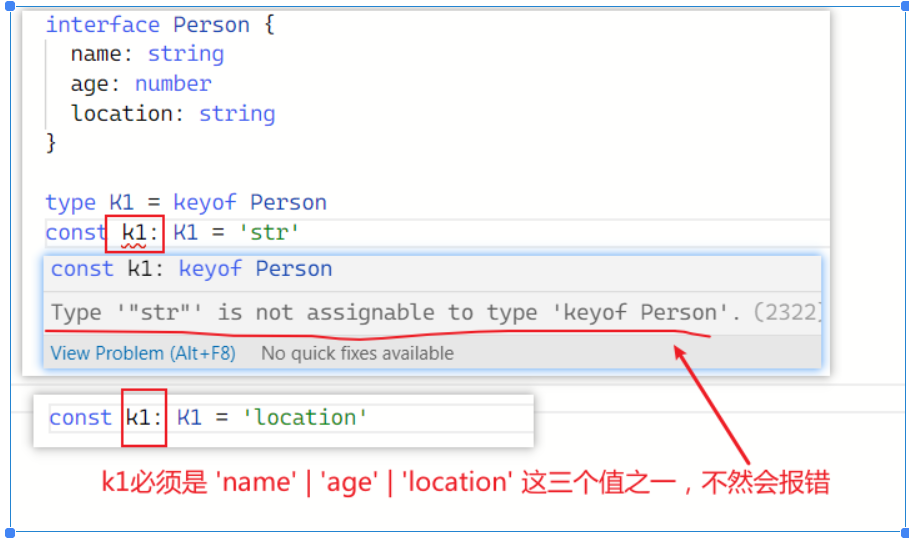 interface Person {
name: string
age: number
location: string
}
type K1 = keyof Person
const k1: K1 = 'str'
const k1: keyof Person
Type '"str"' is not assignable to type 'keyof Person'. (2322)
View Problem (Alt+F8) No quick fixes available
const k1: K1 = 'location'
k1必须是 'name' | 'age' | 'location' 这三个值之一，不然会报错